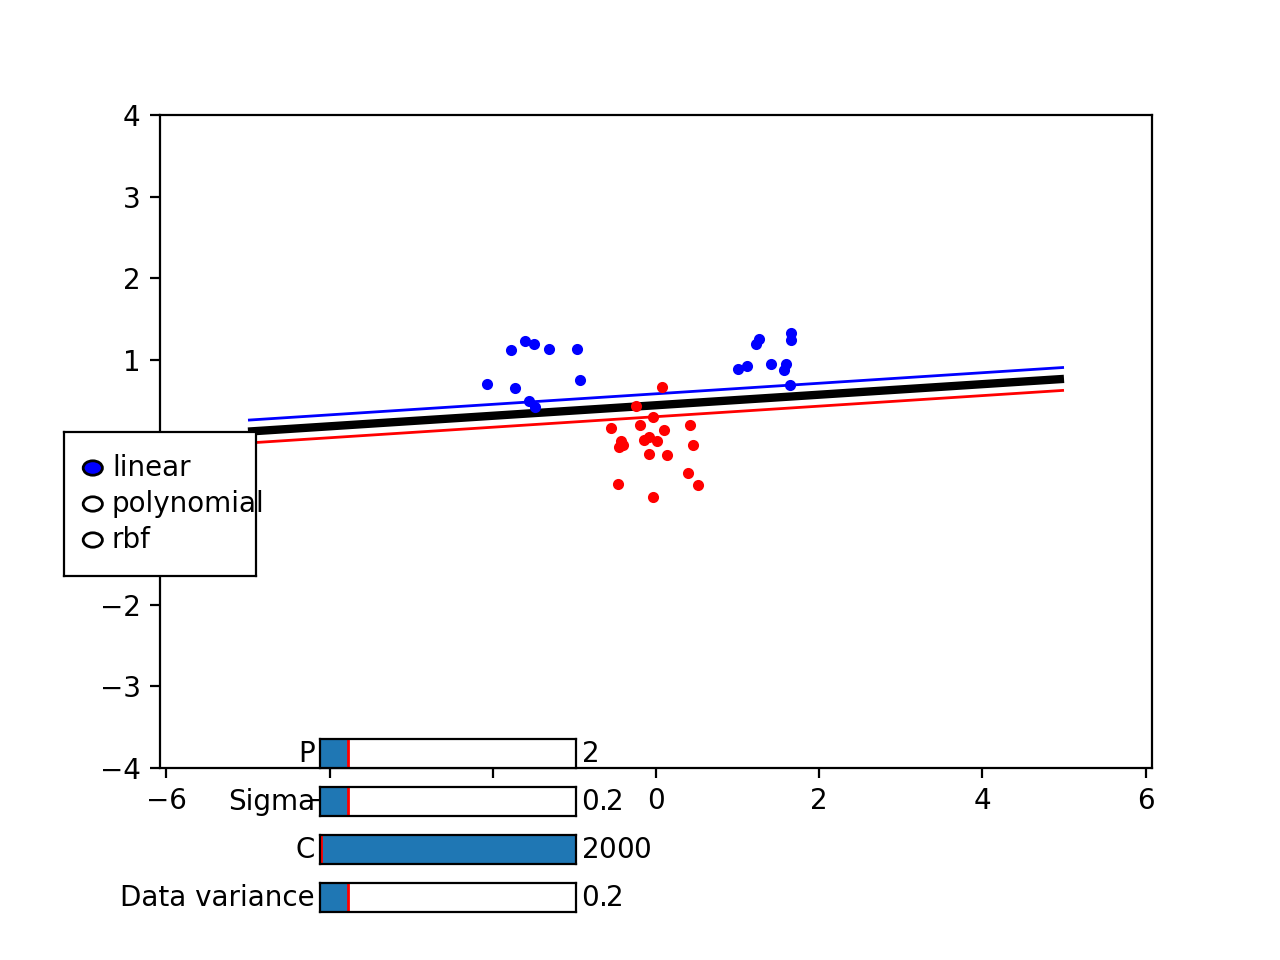 4
3
2
1
linear
polynomial
rbf
−2
−3
P 2
−4
−6 Sigma 0.2 0 2 4 6
C 2000
Data variance 0.2